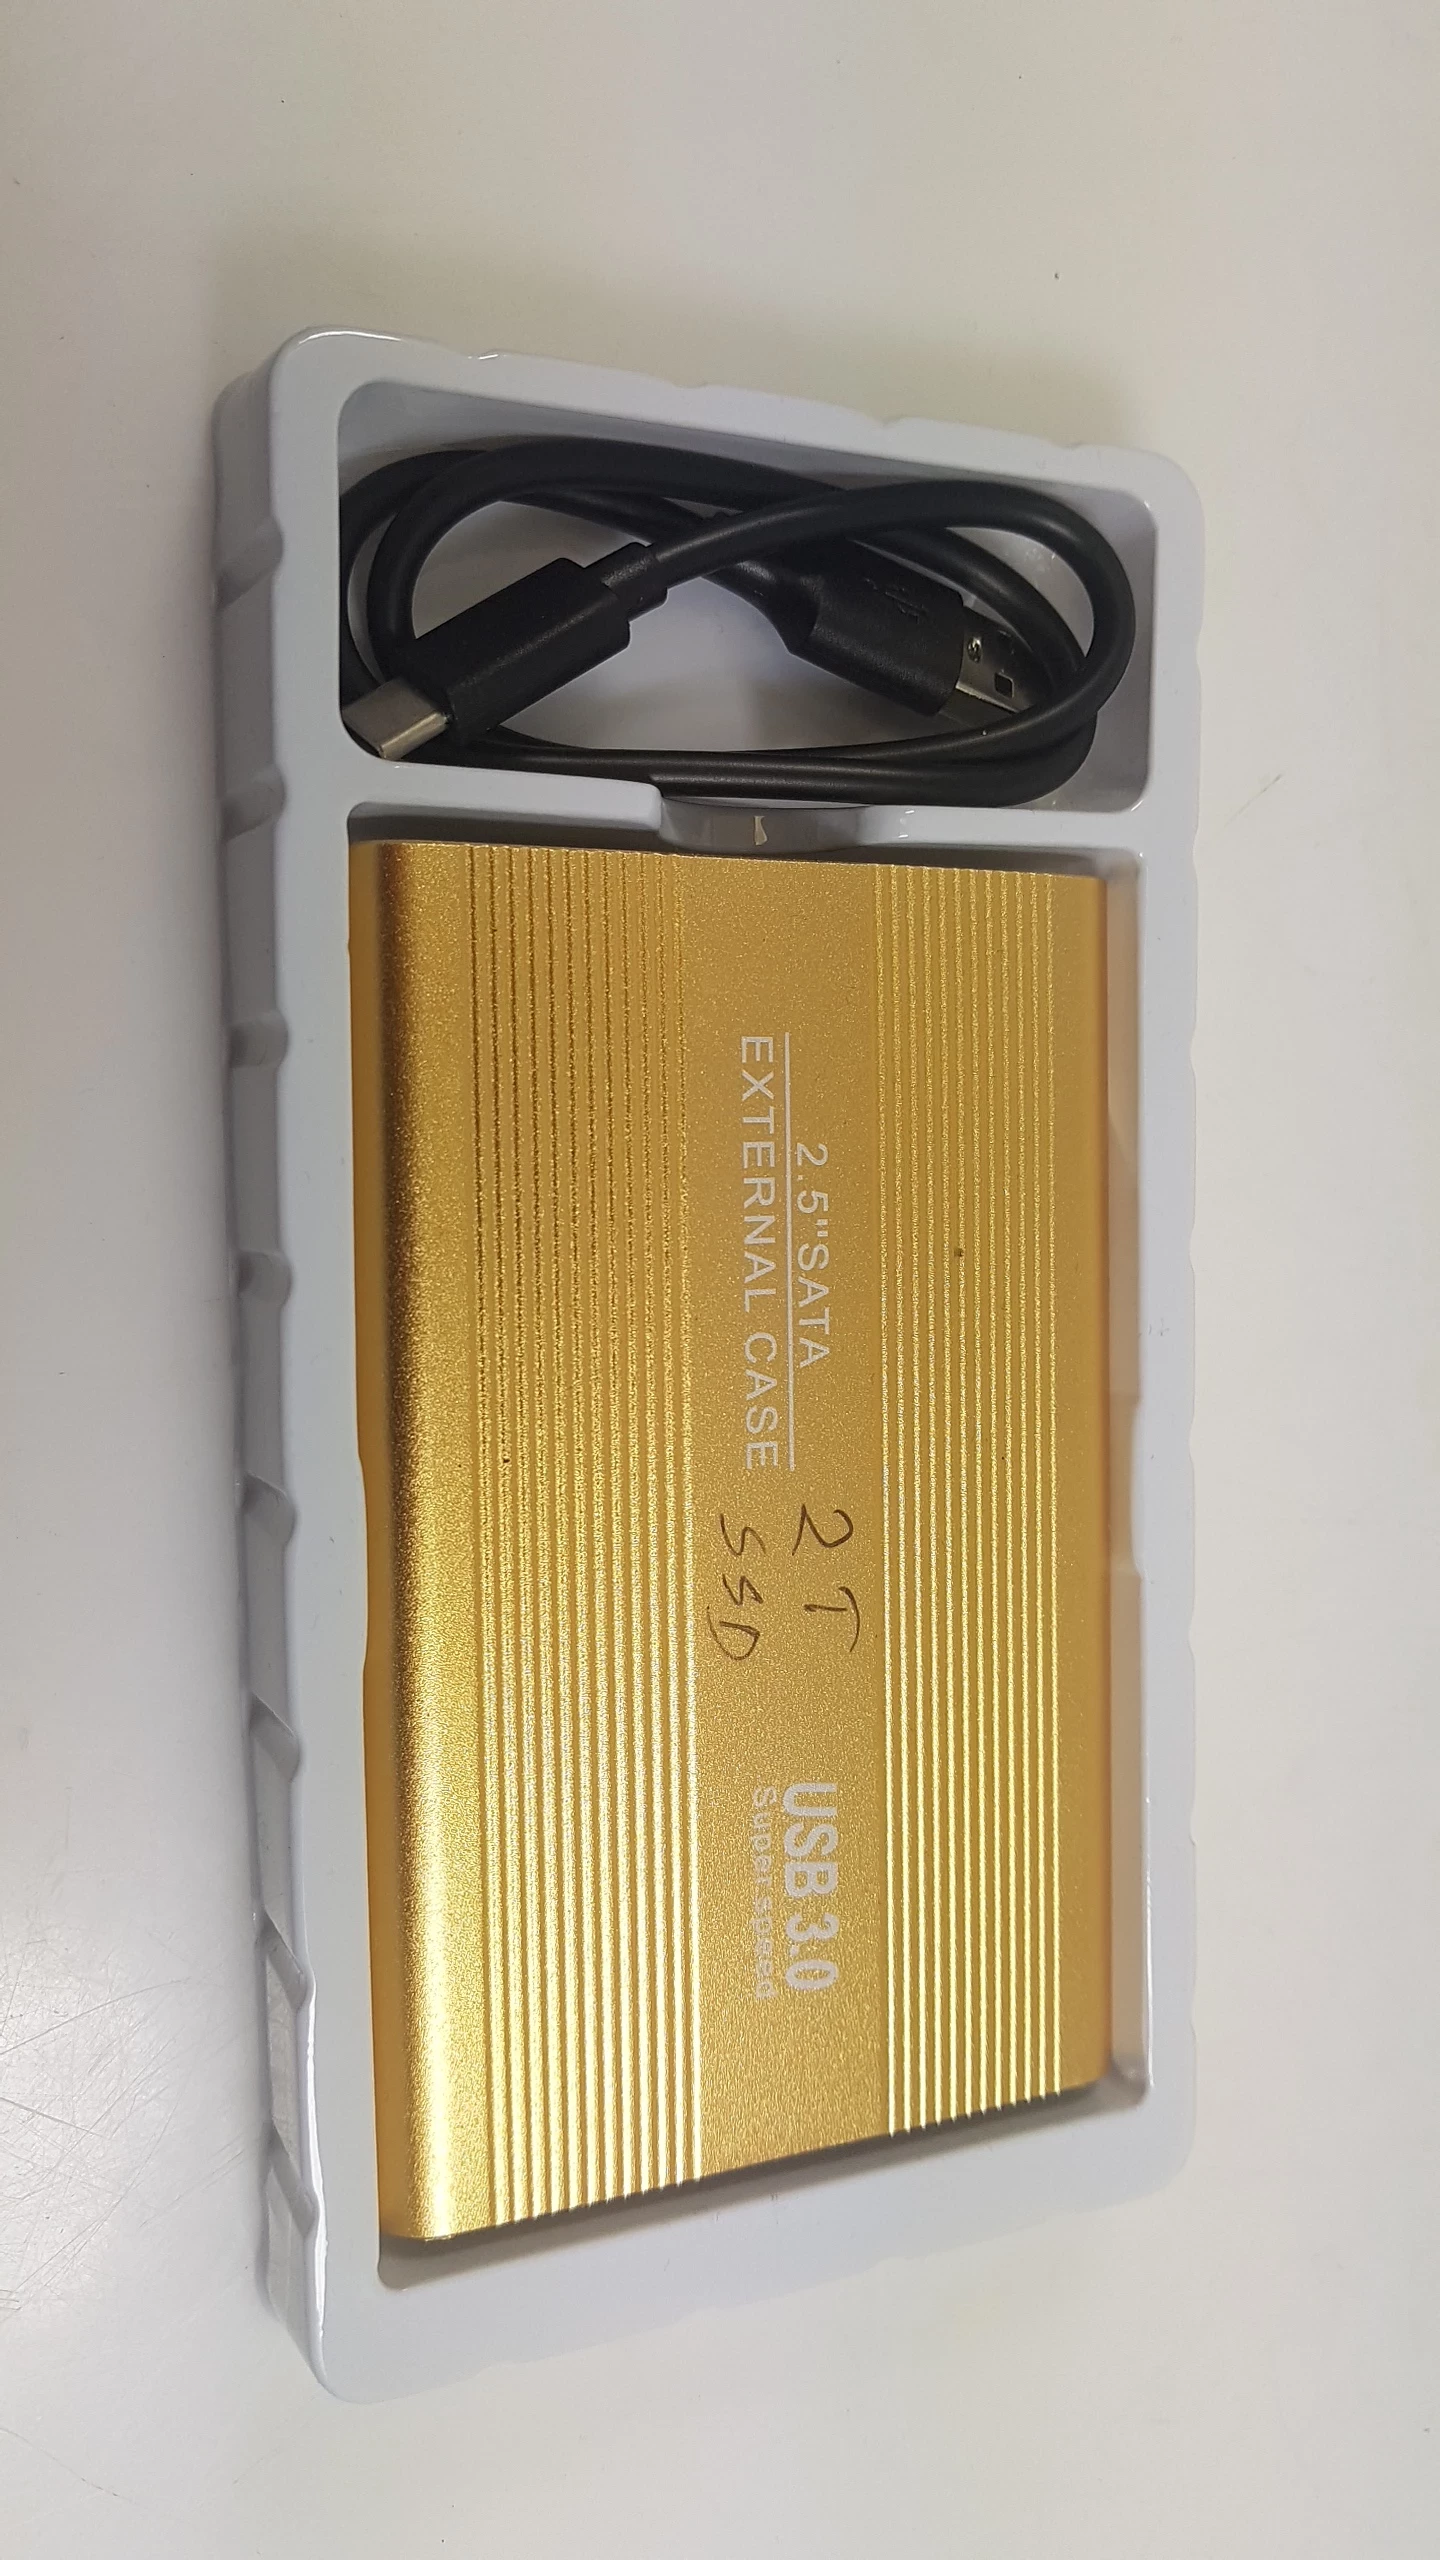 2.5"SATA
EXTERNAL CASE
2T
SSD
USB 3.0
Super speed